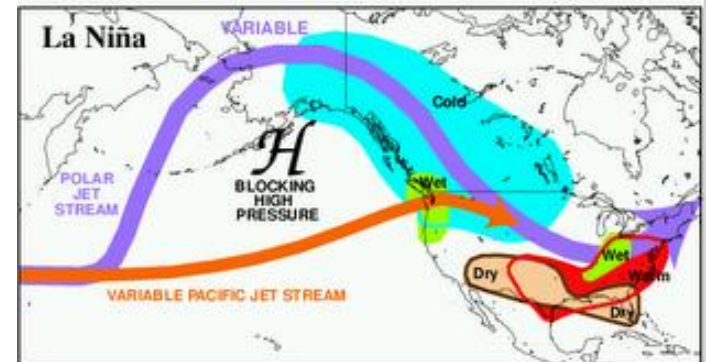 La Niña
VARIABLE
Cold
H
BLOCKING
HIGH
PRESSURE
Wet
POLAR
JET
STREAM
Wet
Dry
Warm
Dry
VARIABLE PACIFIC JET STREAM